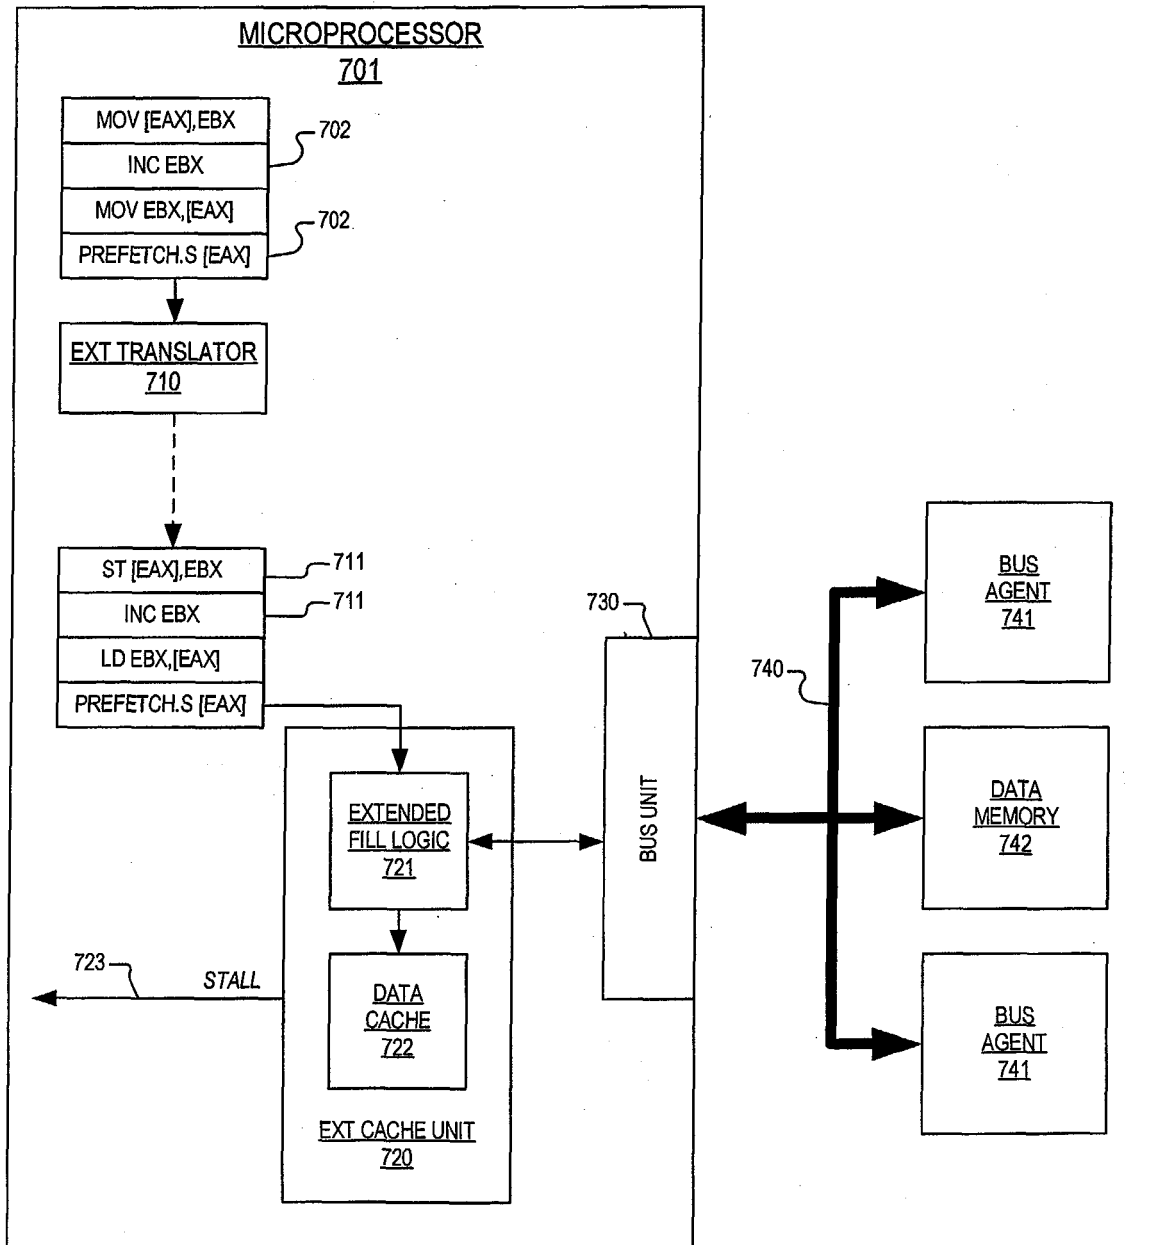 MICROPROCESSOR
701
MOV [EAX],EBX
702
INC EBX
MOV EBX,[EAX]
702
PREFETCH.S [EAX]
EXT TRANSLATOR
710
ST [EAX],EBX
711
INC EBX
711
LD EBX,[EAX]
PREFETCH.S [EAX]
730
BUS UNIT
EXTENDED
FILL LOGIC
721
723
STALL
DATA
CACHE
722
EXT CACHE UNIT
720
740
BUS
AGENT
741
DATA
MEMORY
742
BUS
AGENT
741